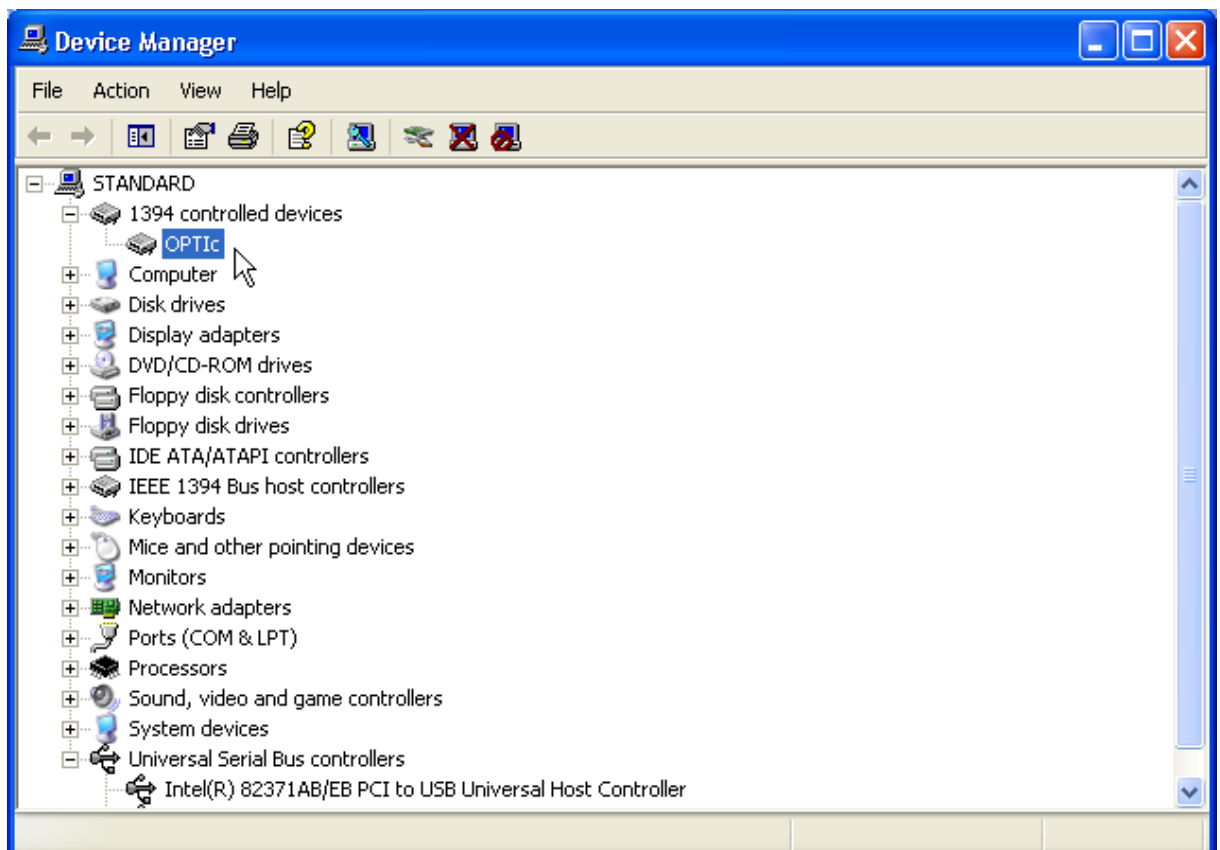 Device Manager
File Action View Help
STANDARD
1394 controlled devices
OPTIc
Computer
Disk drives
Display adapters
DVD/CD-ROM drives
Floppy disk controllers
Floppy disk drives
IDE ATA/ATAPI controllers
IEEE 1394 Bus host controllers
Keyboards
Mice and other pointing devices
Monitors
Network adapters
Ports (COM & LPT)
Processors
Sound, video and game controllers
System devices
Universal Serial Bus controllers
Intel(R) 82371AB/EB PCI to USB Universal Host Controller